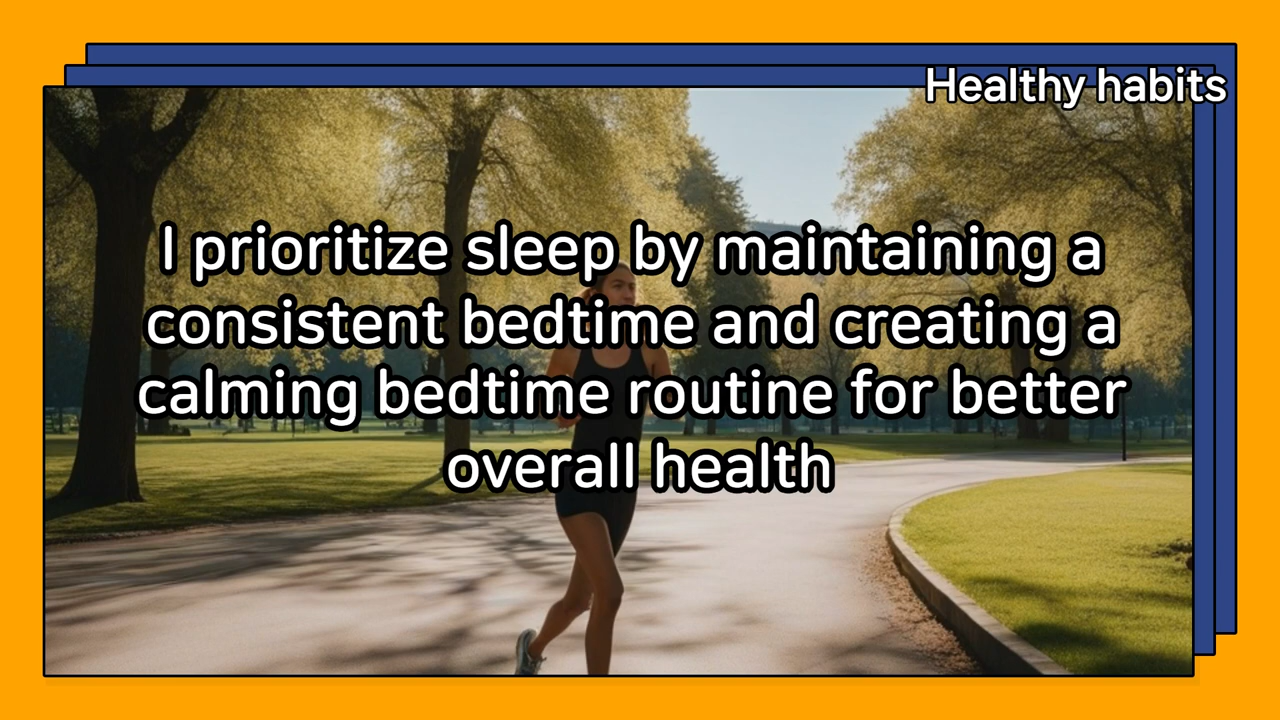 Healthy habits
I prioritize sleep by maintaining a
consistent bedtime and creating a
calming bedtime routine for better
overall health